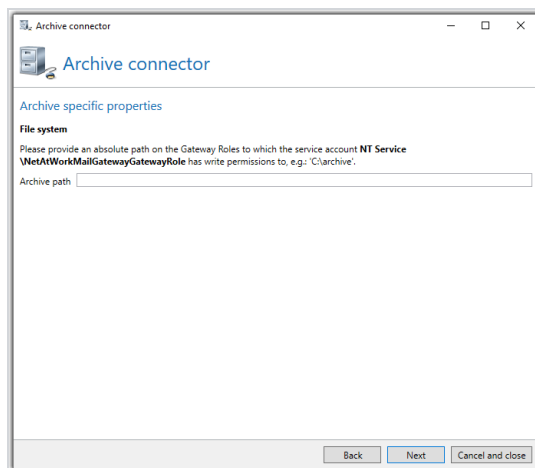 Archive connector
Archive connector
Archive specific properties
File system
Please provide an absolute path on the Gateway Roles to which the service account NT Service
\NetAtWorkMailGatewayGatewayRole has write permissions to, e.g.: 'C:\archive'.
Archive path
Back Next Cancel and close